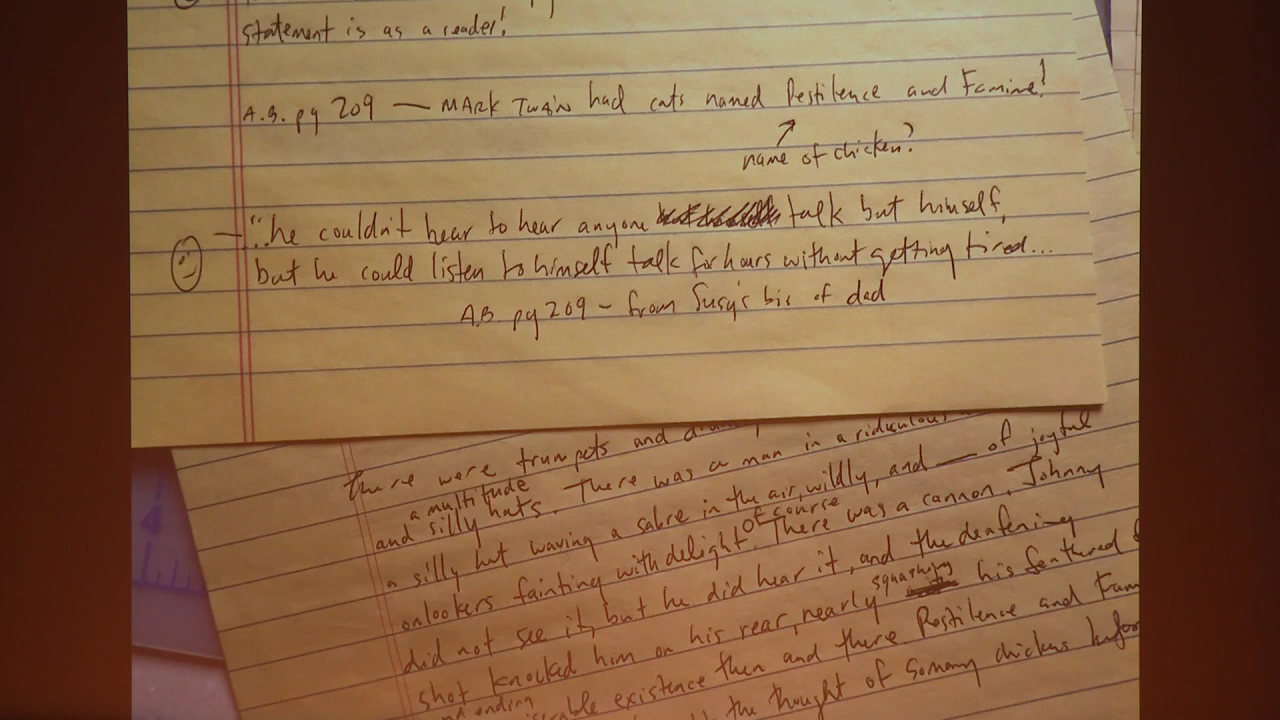 statement is as a reader!
A.B. pg 209 — MARK TWAIN had cats named Pestilence and Famine!
name of chicken?
"..he couldn't bear to hear anyone talk but himself,
but he could listen to himself talk for hours without getting tired...
A.B. pg 209 – from Susy's bio of dad
There were trumpets and
a multitude
and silly hats. There was a man in a ridiculous
a silly hat waving a sabre in the air, wildly, and — of joyful
of course
onlookers fainting with delight. There was a cannon. Johnny
did not see it, but he did hear it, and the deafening
squashing
shot knocked him on his rear, nearly his feathered
and ending
existence then and there Pestilence and Fam
the thought of so many chickens
4